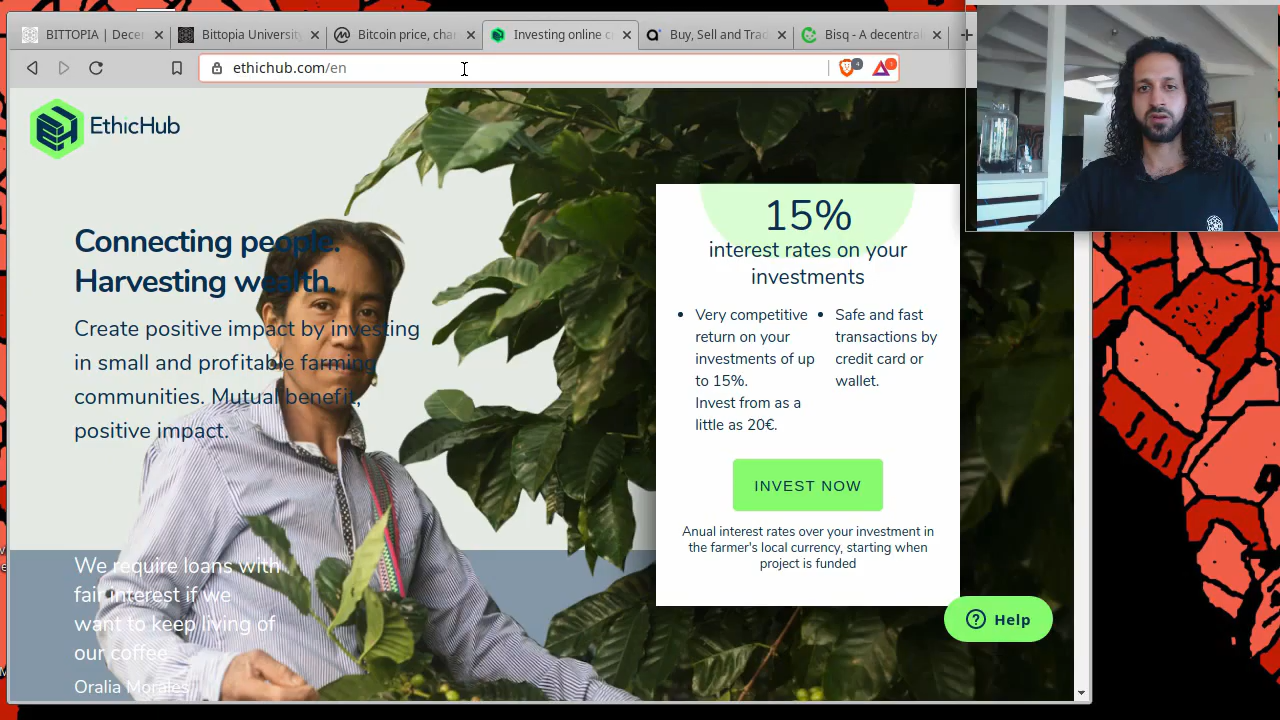 BITTOPIA | Decen
Bittopia University
Bitcoin price, char
Investing online c
Buy, Sell and Trad
Bisq - A decentral
ethichub.com/en
4
EthicHub
Connecting people.
Harvesting wealth.
Create positive impact by investing
in small and profitable farming
communities. Mutual benefit,
positive impact.
We require loans with
fair interest if we
want to keep living of
our coffee
Oralia Morales
15%
interest rates on your
investments
• Very competitive
return on your
investments of up
to 15%.
Invest from as a
little as 20€.
• Safe and fast
transactions by
credit card or
wallet.
INVEST NOW
Anual interest rates over your investment in
the farmer's local currency, starting when
project is funded
Help